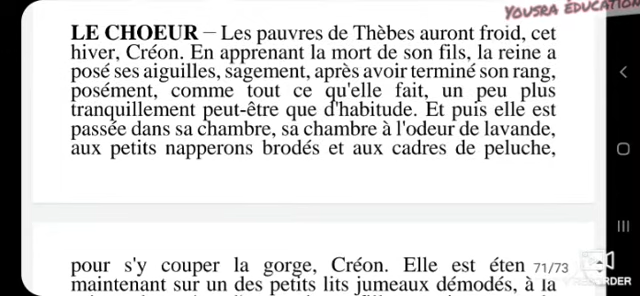 YOUSRA ÉDUCATION
LE CHOEUR – Les pauvres de Thèbes auront froid, cet
hiver, Créon. En apprenant la mort de son fils, la reine a
posé ses aiguilles, sagement, après avoir terminé son rang,
posément, comme tout ce qu'elle fait, un peu plus
tranquillement peut-être que d'habitude. Et puis elle est
passée dans sa chambre, sa chambre à l'odeur de lavande,
aux petits napperons brodés et aux cadres de peluche,
pour s'y couper la gorge, Créon. Elle est éten
71/73
RDER
maintenant sur un des petits lits jumeaux démodés, à la